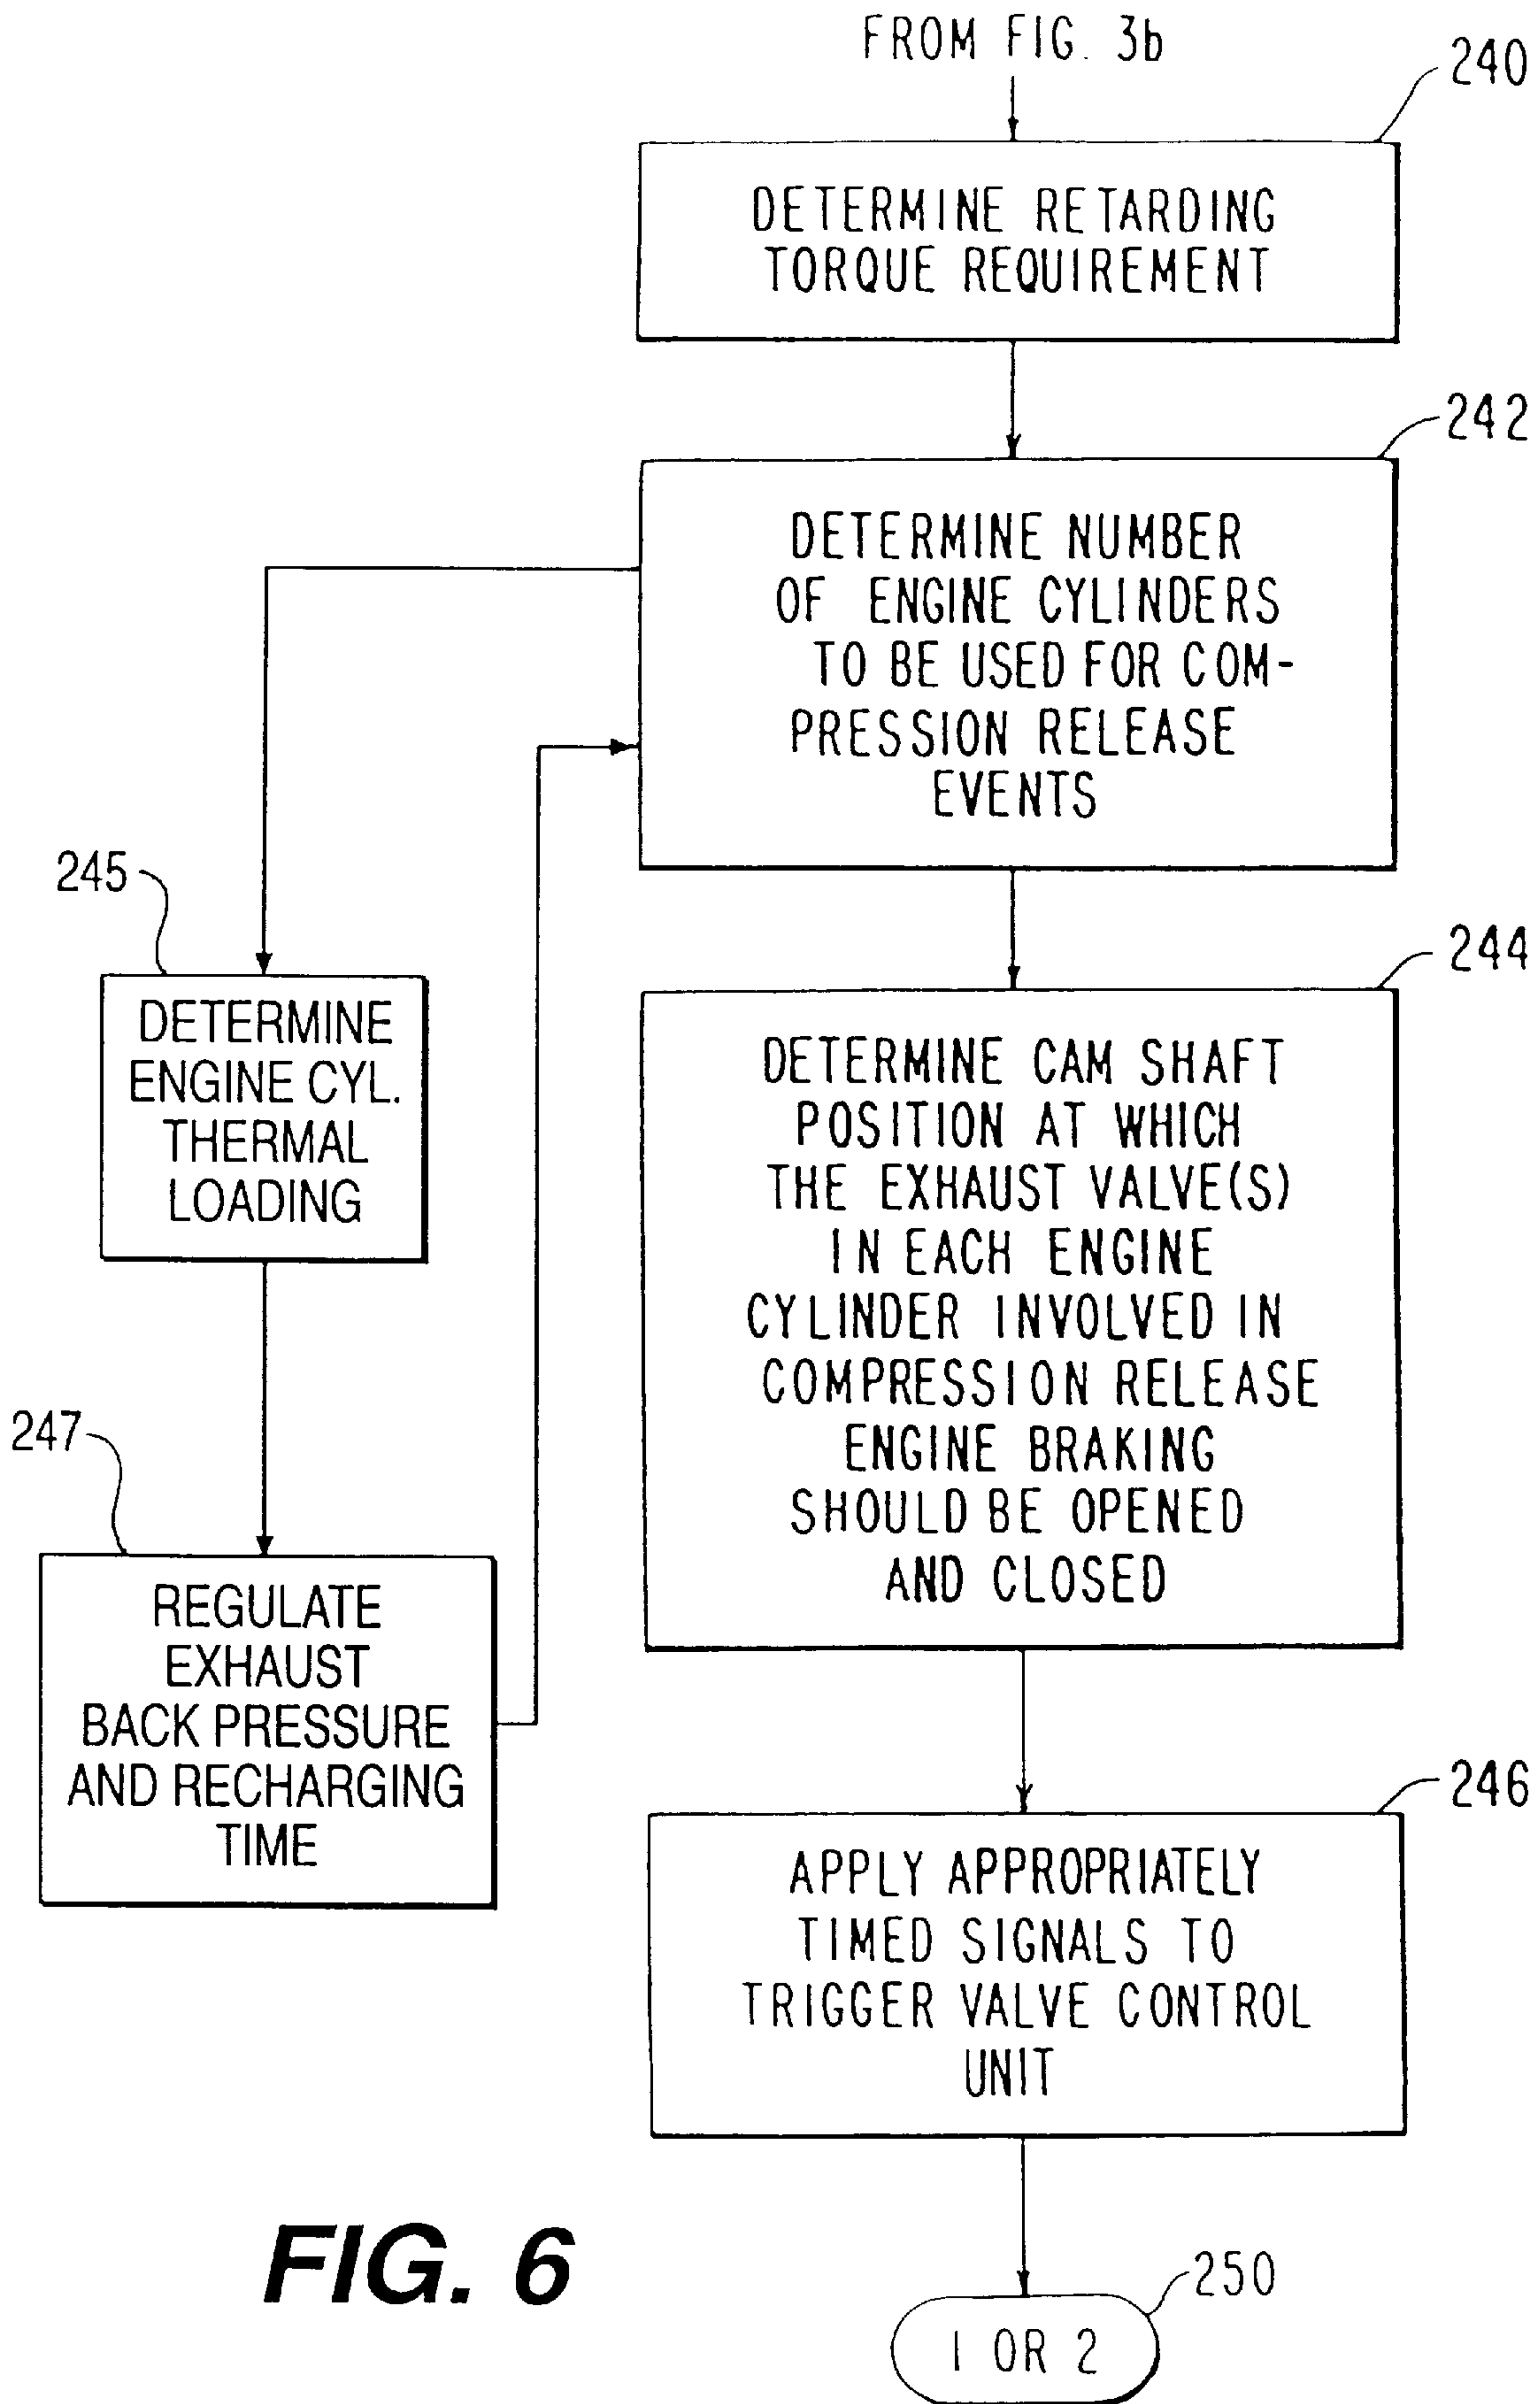 FROM FIG. 3b
240
DETERMINE RETARDING
TORQUE REQUIREMENT
242
DETERMINE NUMBER
OF ENGINE CYLINDERS
TO BE USED FOR COM-
PRESSION RELEASE
EVENTS
245
DETERMINE
ENGINE CYL.
THERMAL
LOADING
244
DETERMINE CAM SHAFT
POSITION AT WHICH
THE EXHAUST VALVE(S)
IN EACH ENGINE
CYLINDER INVOLVED IN
COMPRESSION RELEASE
ENGINE BRAKING
SHOULD BE OPENED
AND CLOSED
247
REGULATE
EXHAUST
BACK PRESSURE
AND RECHARGING
TIME
246
APPLY APPROPRIATELY
TIMED SIGNALS TO
TRIGGER VALVE CONTROL
UNIT
250
1 OR 2
FIG. 6